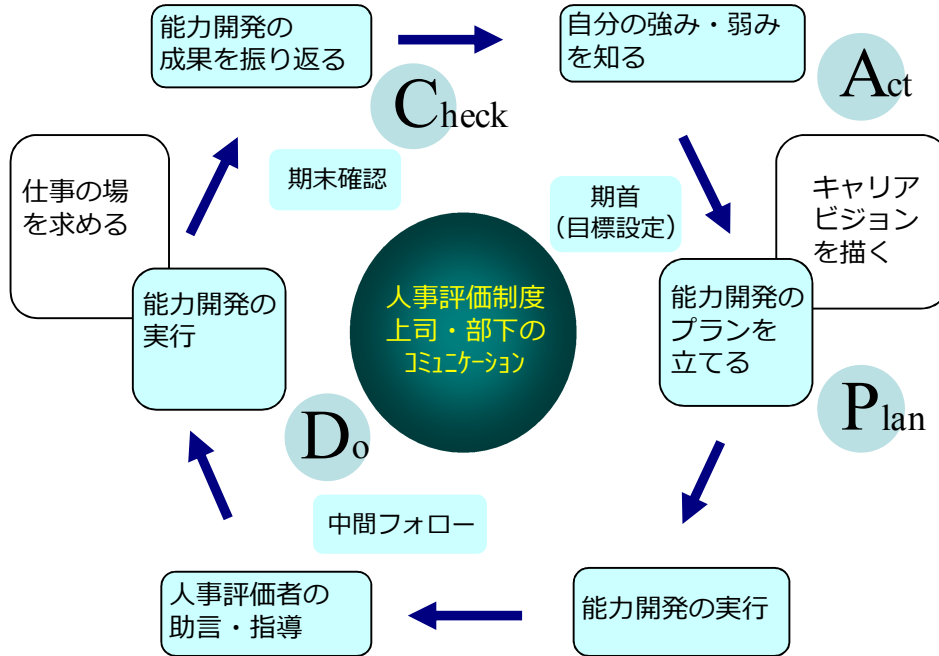 能力開発の
成果を振り返る
自分の強み・弱み
を知る
Check
Act
仕事の場
を求める
期末確認
期首
(目標設定)
キャリア
ビジョン
を描く
能力開発の
実行
人事評価制度
上司・部下の
ｺﾐｭﾆｹｰｼｮﾝ
能力開発の
プランを
立てる
Do
Plan
中間フォロー
人事評価者の
助言・指導
能力開発の実行